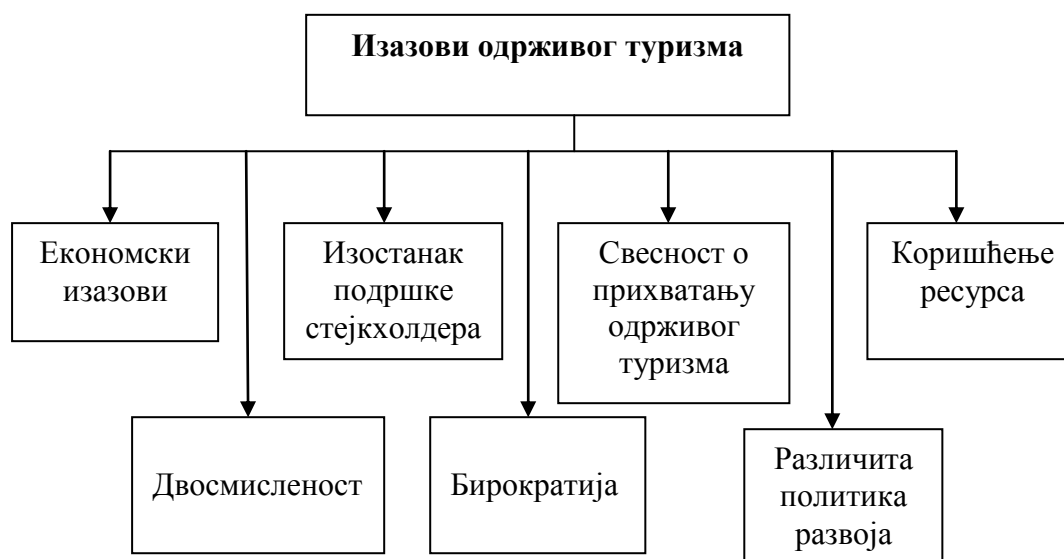 Изазови одрживог туризма
Економски
изазови
Изостанак
подршке
стејкхолдера
Свесност о
прихватању
одрживог
туризма
Коришћење
ресурса
Двосмисленост
Бирократија
Различита
политика
развоја